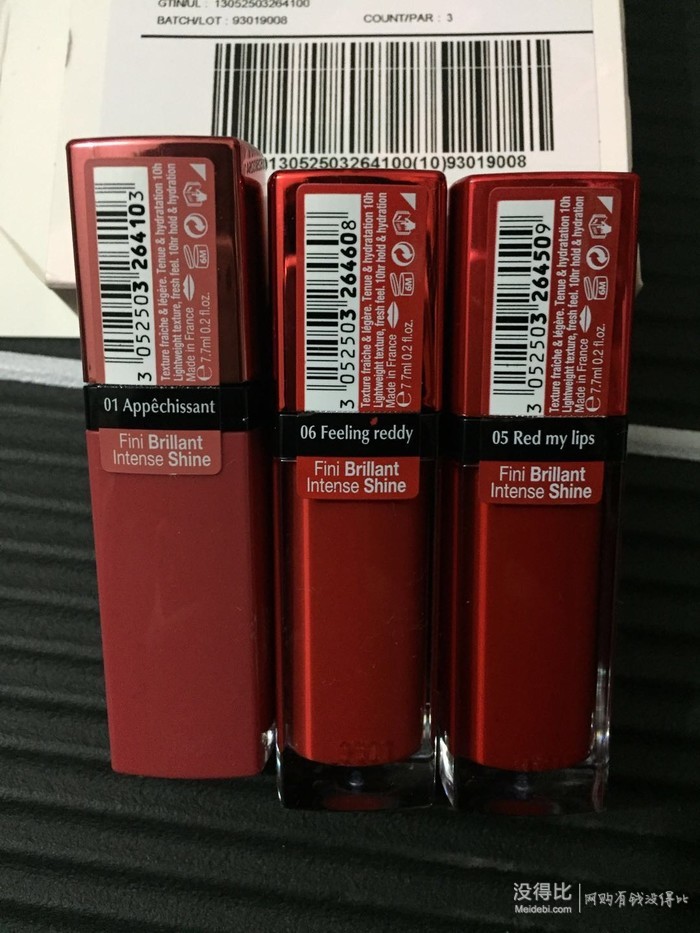 GTIN/UL : 13052503264100
BATCH/LOT : 93019008
COUNT/PAR : 3
)13052503264100(10)93019008
3 052503 264103
Texture fraîche & légère. Tenue & hydratation 10h
Lightweight texture, fresh feel. 10hr hold & hydration
Made in France
6M
e 7.7ml 0.2 fl.oz.
01 Appêchissant
Fini Brillant
Intense Shine
3 052503 264608
Texture fraîche & légère. Tenue & hydratation 10h
Lightweight texture, fresh feel. 10hr hold & hydration
Made in France
6M
e 7.7ml 0.2 fl.oz.
06 Feeling reddy
Fini Brillant
Intense Shine
3 052503 264509
Texture fraîche & légère. Tenue & hydratation 10h
Lightweight texture, fresh feel. 10hr hold & hydration
Made in France
6M
e 7.7ml 0.2 fl.oz.
05 Red my lips
Fini Brillant
Intense Shine
没得比
Meidebi.com
网购有钱没得比